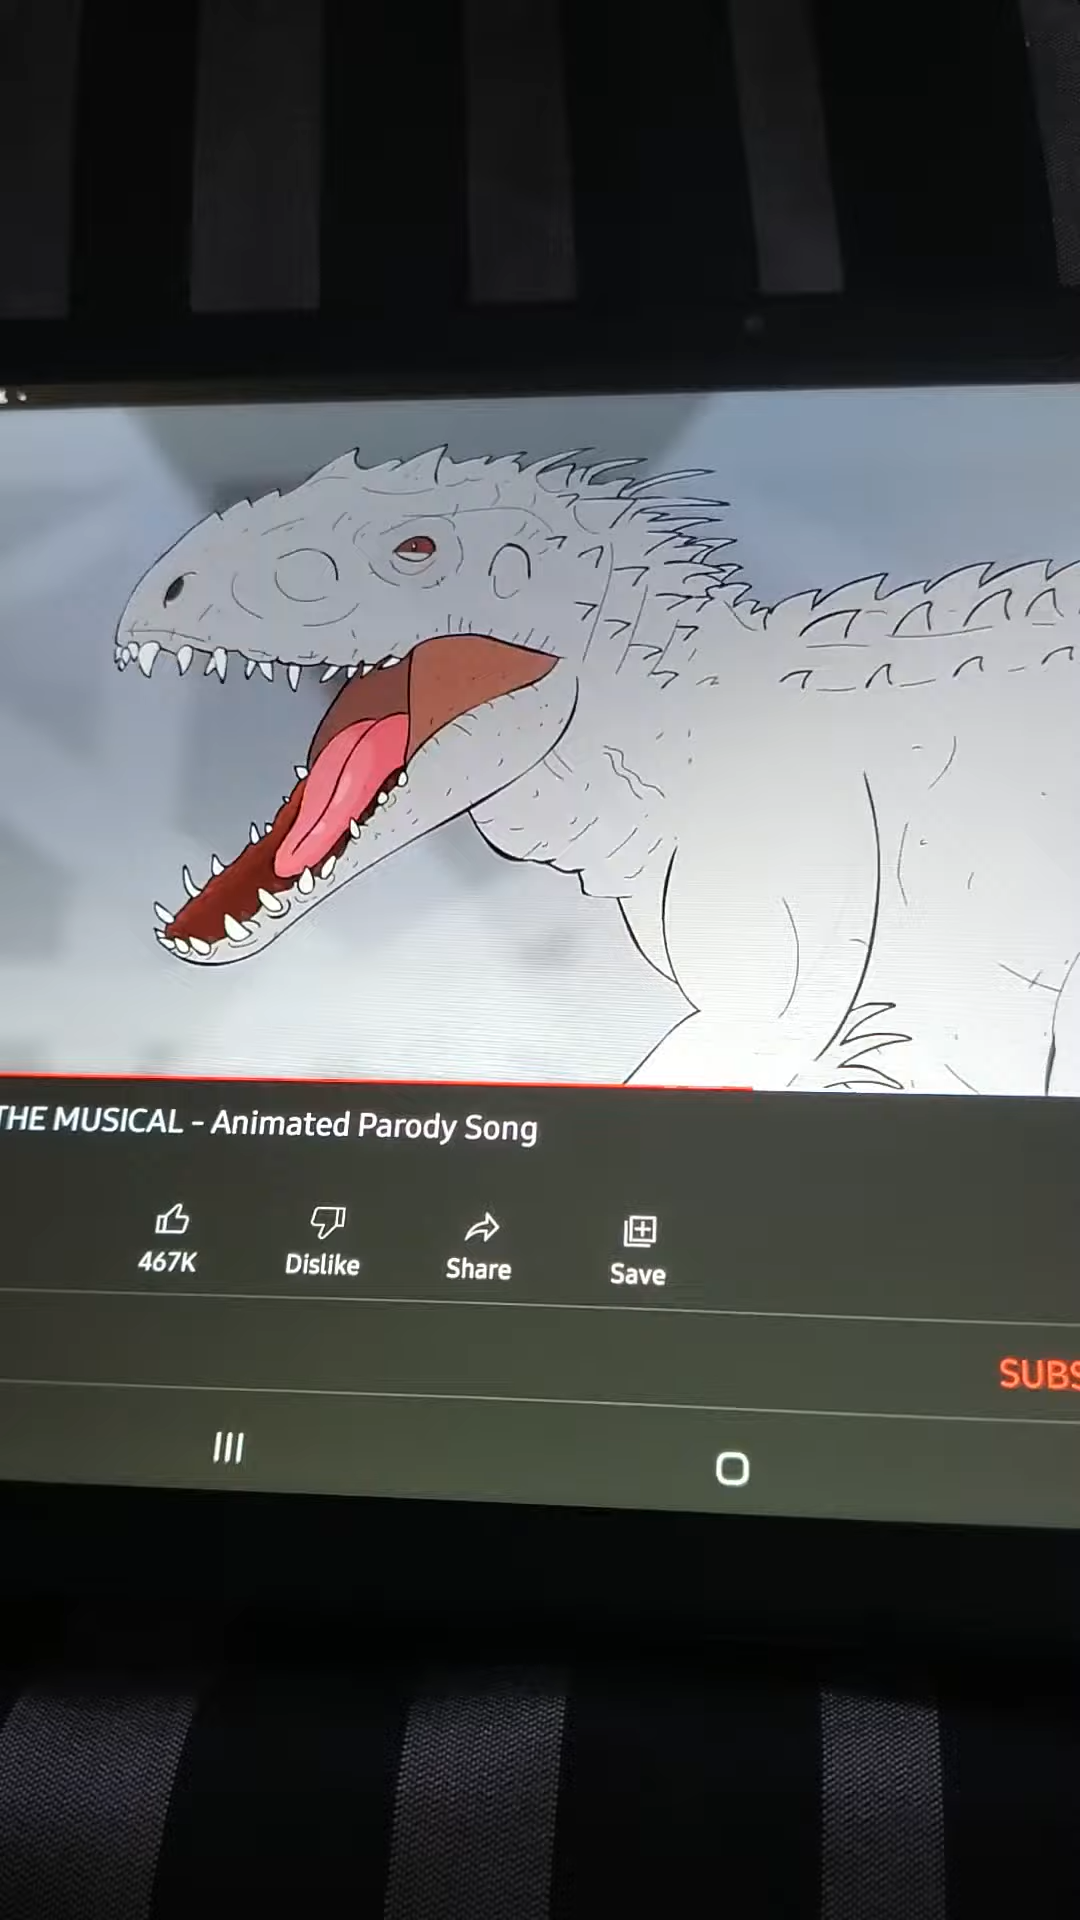 THE MUSICAL - Animated Parody Song
467K
Dislike
Share
Save
SUBS